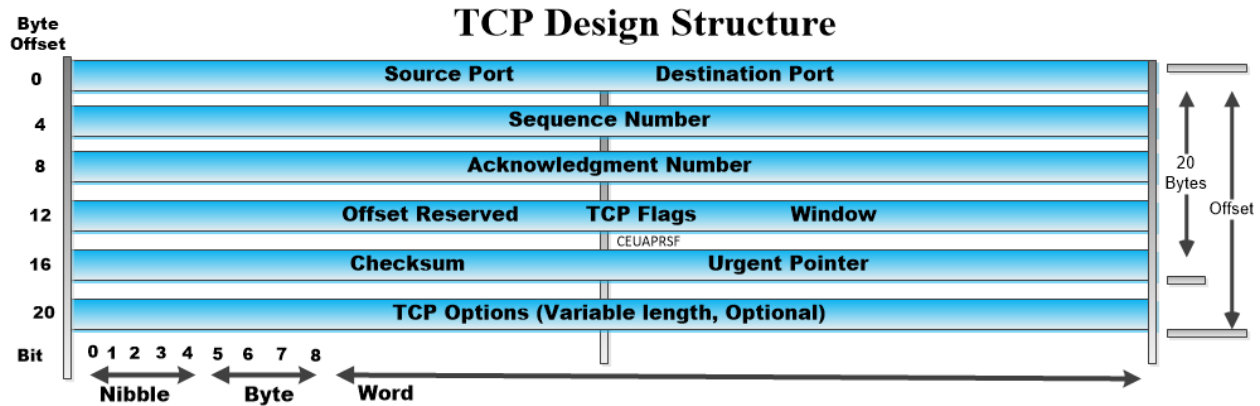 TCP Design Structure
Byte
Offset
0 Source Port Destination Port
4 Sequence Number
8 Acknowledgment Number
20
Bytes
Offset
12 Offset Reserved TCP Flags Window
CEUAPRSF
16 Checksum Urgent Pointer
20 TCP Options (Variable length, Optional)
Bit 0 1 2 3 4 5 6 7 8
Nibble Byte Word